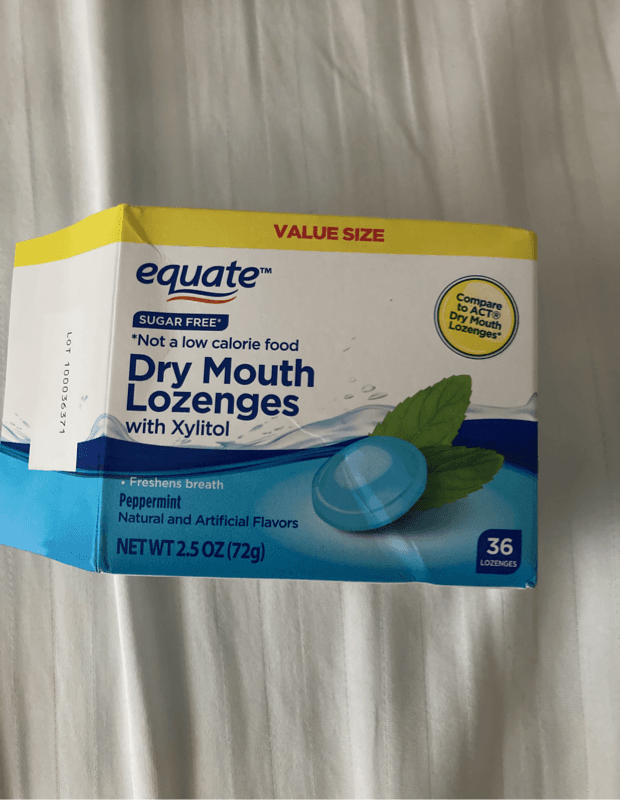 VALUE SIZE
equate™
SUGAR FREE*
*Not a low calorie food
Dry Mouth
Lozenges
with Xylitol
• Freshens breath
Peppermint
Natural and Artificial Flavors
NET WT 2.5 OZ (72g)
Compare
to ACT®
Dry Mouth
Lozenges*
36
LOZENGES
LOT 100036371